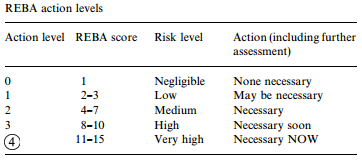 REBA action levels
Action level REBA score Risk level Action (including further assessment)
0 1 Negligible None necessary
1 2–3 Low May be necessary
2 4–7 Medium Necessary
3 8–10 High Necessary soon
4 11–15 Very high Necessary NOW